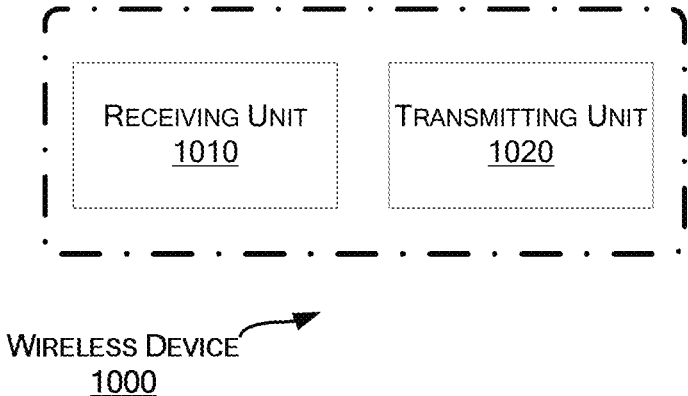 RECEIVING UNIT
1010
TRANSMITTING UNIT
1020
WIRELESS DEVICE
1000